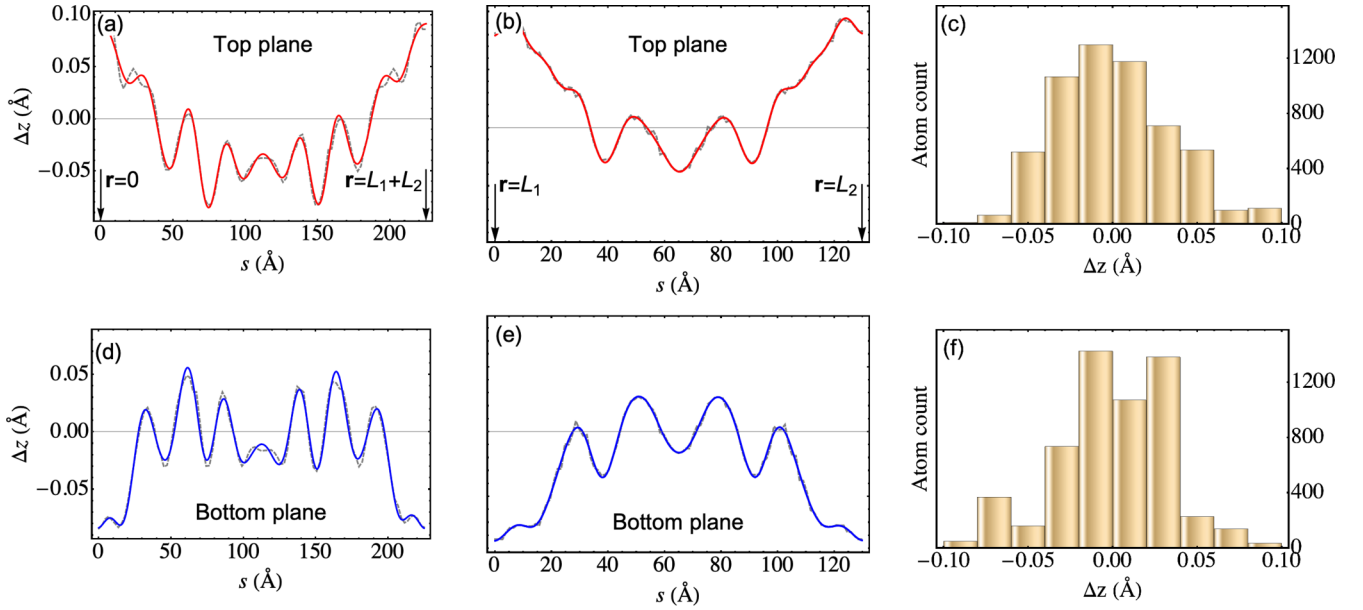 (a)
Top plane
0.10
0.05
0.00
−0.05
Δz (Å)
r=0
r=L1+L2
0 50 100 150 200
s (Å)
(b)
Top plane
r=L1
r=L2
0 20 40 60 80 100 120
s (Å)
(c)
Atom count
1200
800
400
0
−0.10 −0.05 0.00 0.05 0.10
Δz (Å)
(d)
0.05
0.00
−0.05
Δz (Å)
Bottom plane
0 50 100 150 200
s (Å)
(e)
Bottom plane
0 20 40 60 80 100 120
s (Å)
(f)
Atom count
1200
800
400
0
−0.10 −0.05 0.00 0.05 0.10
Δz (Å)